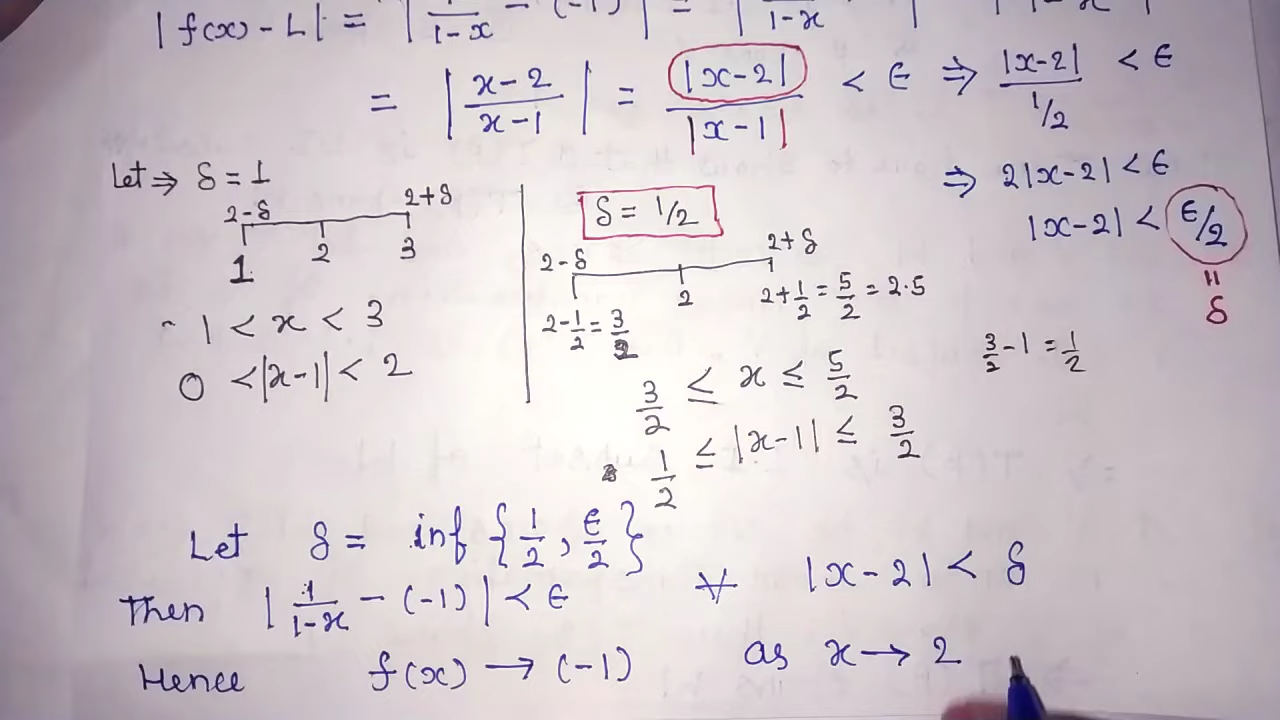 |f(x) - L| = | 1/1-x - (-1) | = | /1-x |
= | x-2/x-1 | = |x-2|/|x-1| < ϵ ⇒ |x-2|/1/2 < ϵ
⇒ 2|x-2| < ϵ
|x-2| < ϵ/2
=
δ
Let ⇒ δ = 1
2-δ 2+δ
1 2 3
1 < x < 3
0 < |x-1| < 2
δ = 1/2
2-δ 2+δ
2-1/2 = 3/2 2 2+1/2 = 5/2 = 2.5
3/2 ≤ x ≤ 5/2
3/2 - 1 = 1/2
1/2 ≤ |x-1| ≤ 3/2
Let δ = inf {1/2, ϵ/2}
Then | 1/1-x - (-1) | < ϵ ∀ |x-2| < δ
Hence f(x) → (-1) as x → 2